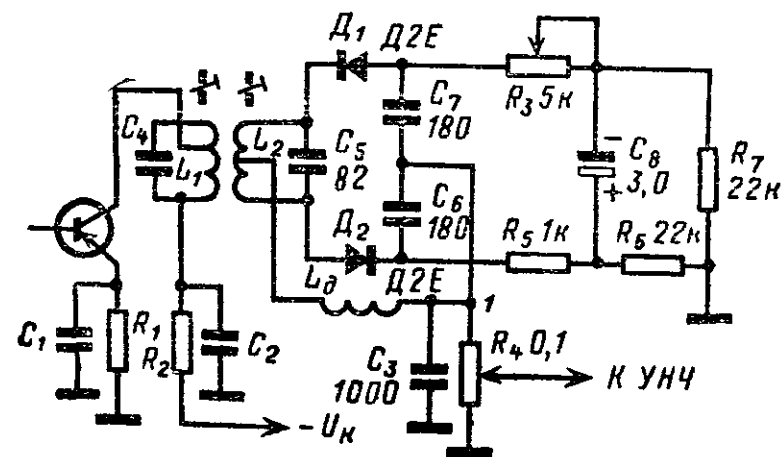 Д₁ Д2Е
R₃ 5к
C₄
L₁
L₂
C₅
82
C₇
180
C₆
180
− C₈
3,0
+
R₇
22к
Д₂
Д2Е
R₅ 1к
R₆ 22к
L∂
1
C₁
R₁
R₂
C₂
C₃
1000
R₄ 0,1
К УНЧ
−Uк